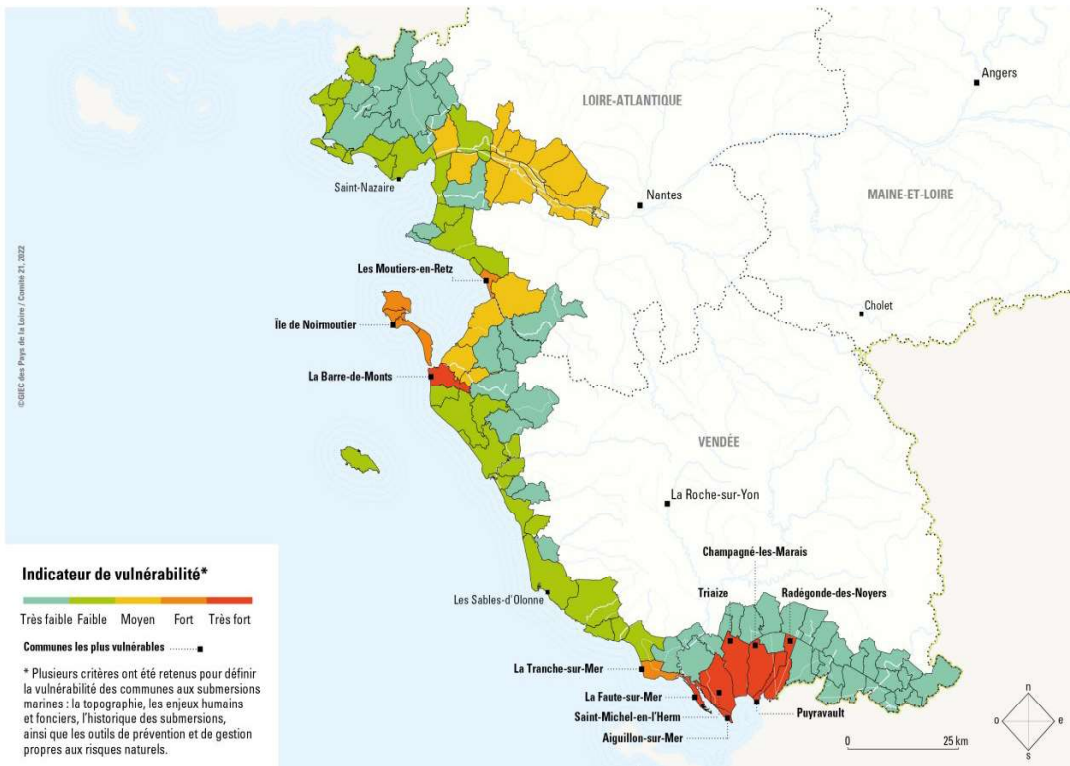 Angers
LOIRE-ATLANTIQUE
Saint-Nazaire
Nantes
MAINE-ET-LOIRE
Les Moutiers-en-Retz
Île de Noirmoutier
Cholet
La Barre-de-Monts
VENDÉE
La Roche-sur-Yon
Champagné-les-Marais
Triaize
Radégonde-des-Noyers
Les Sables-d'Olonne
La Tranche-sur-Mer
La Faute-sur-Mer
Saint-Michel-en-l'Herm
Puyravault
Aiguillon-sur-Mer
©GIEC des Pays de la Loire / Comité 21, 2022
Indicateur de vulnérabilité*
Très faible Faible Moyen Fort Très fort
Communes les plus vulnérables
* Plusieurs critères ont été retenus pour définir
la vulnérabilité des communes aux submersions
marines : la topographie, les enjeux humains
et fonciers, l'historique des submersions,
ainsi que les outils de prévention et de gestion
propres aux risques naturels.
0 25 km
n
o e
s